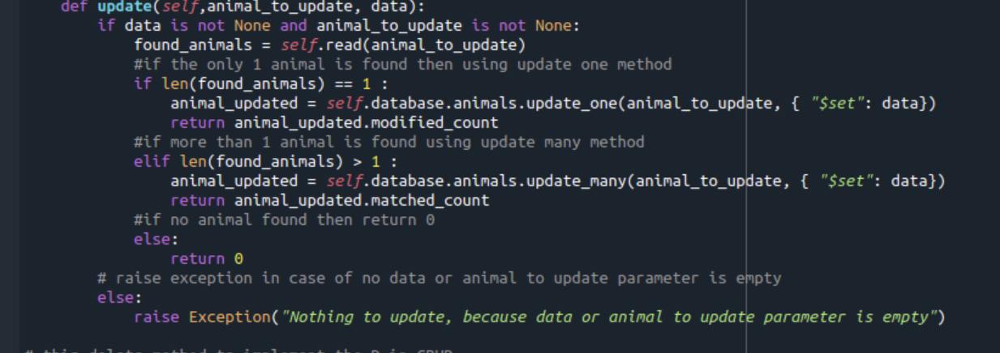 def update(self,animal_to_update, data):
if data is not None and animal_to_update is not None:
found_animals = self.read(animal_to_update)
#if the only 1 animal is found then using update one method
if len(found_animals) == 1 :
animal_updated = self.database.animals.update_one(animal_to_update, { "$set": data})
return animal_updated.modified_count
#if more than 1 animal is found using update many method
elif len(found_animals) > 1 :
animal_updated = self.database.animals.update_many(animal_to_update, { "$set": data})
return animal_updated.matched_count
#if no animal found then return 0
else:
return 0
# raise exception in case of no data or animal to update parameter is empty
else:
raise Exception("Nothing to update, because data or animal to update parameter is empty")
# this delete method to implement the D in CRUD